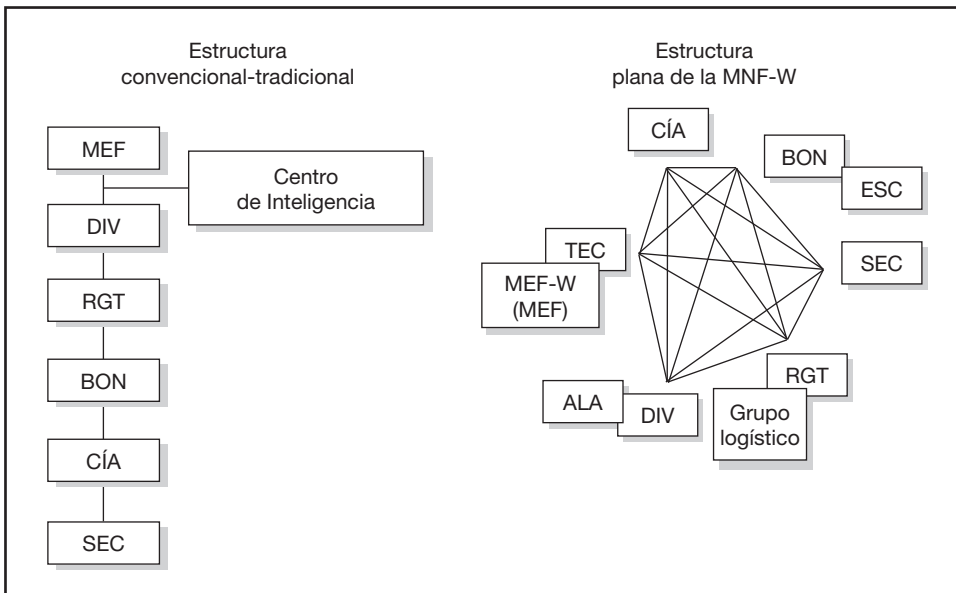 Estructura
convencional-tradicional
MEF
Centro
de Inteligencia
DIV
RGT
BON
CÍA
SEC
Estructura
plana de la MNF-W
CÍA
BON
ESC
SEC
TEC
MEF-W
(MEF)
RGT
Grupo
logístico
ALA
DIV